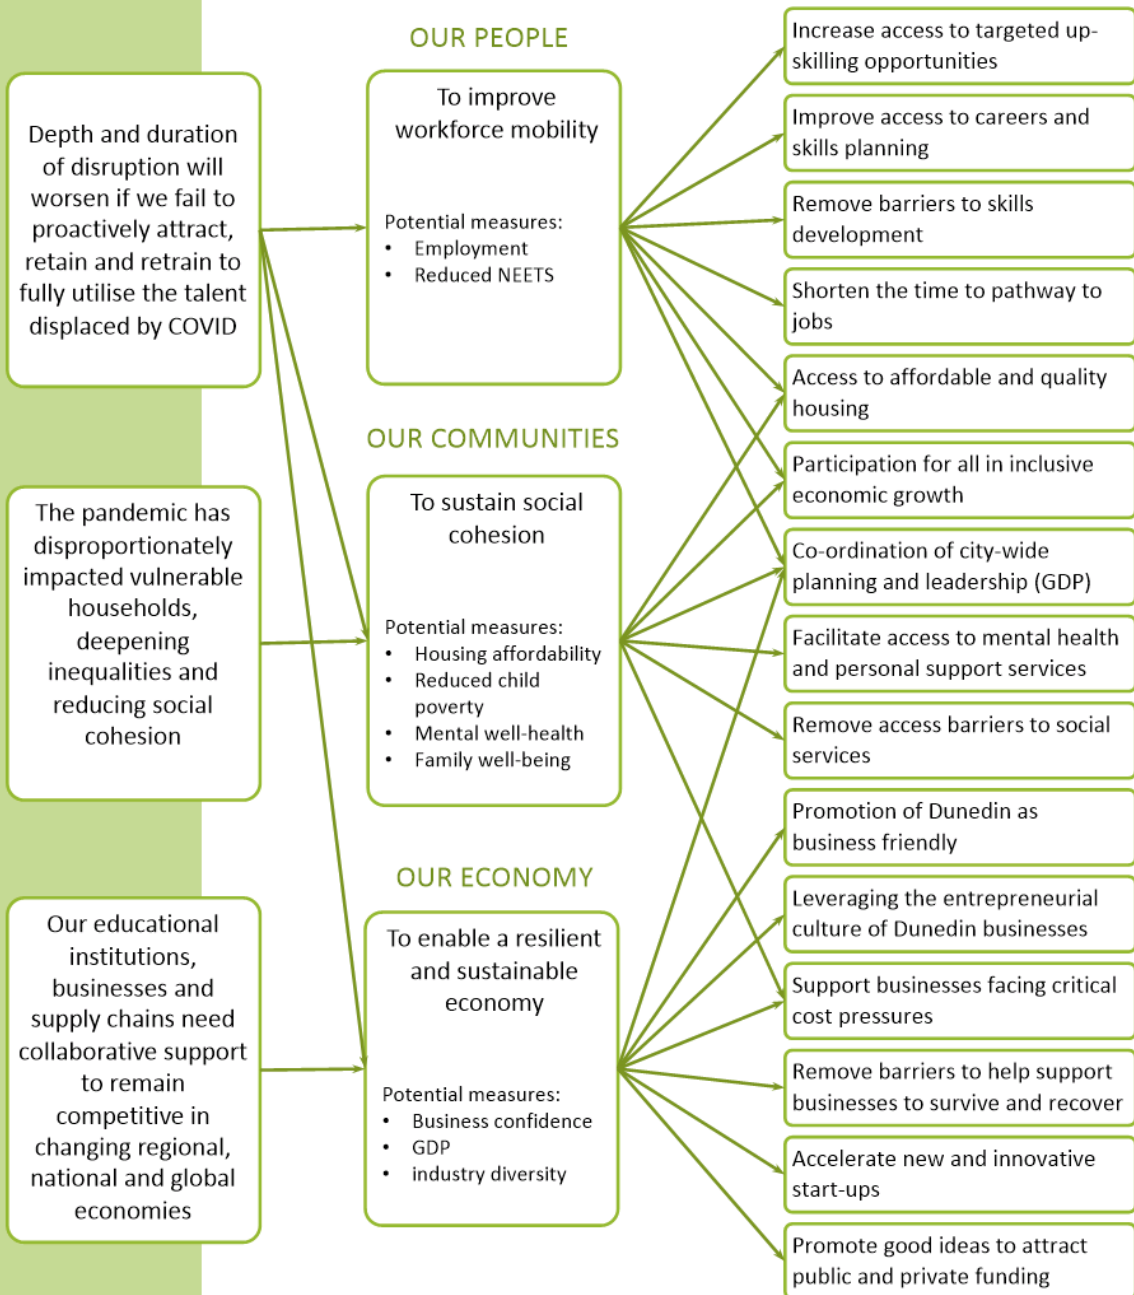 Depth and duration
of disruption will
worsen if we fail to
proactively attract,
retain and retrain to
fully utilise the talent
displaced by COVID
The pandemic has
disproportionately
impacted vulnerable
households,
deepening
inequalities and
reducing social
cohesion
Our educational
institutions,
businesses and
supply chains need
collaborative support
to remain
competitive in
changing regional,
national and global
economies
OUR PEOPLE
To improve
workforce mobility
Potential measures:
• Employment
• Reduced NEETS
OUR COMMUNITIES
To sustain social
cohesion
Potential measures:
• Housing affordability
• Reduced child
poverty
• Mental well-health
• Family well-being
OUR ECONOMY
To enable a resilient
and sustainable
economy
Potential measures:
• Business confidence
• GDP
• industry diversity
Increase access to targeted up-
skilling opportunities
Improve access to careers and
skills planning
Remove barriers to skills
development
Shorten the time to pathway to
jobs
Access to affordable and quality
housing
Participation for all in inclusive
economic growth
Co-ordination of city-wide
planning and leadership (GDP)
Facilitate access to mental health
and personal support services
Remove access barriers to social
services
Promotion of Dunedin as
business friendly
Leveraging the entrepreneurial
culture of Dunedin businesses
Support businesses facing critical
cost pressures
Remove barriers to help support
businesses to survive and recover
Accelerate new and innovative
start-ups
Promote good ideas to attract
public and private funding